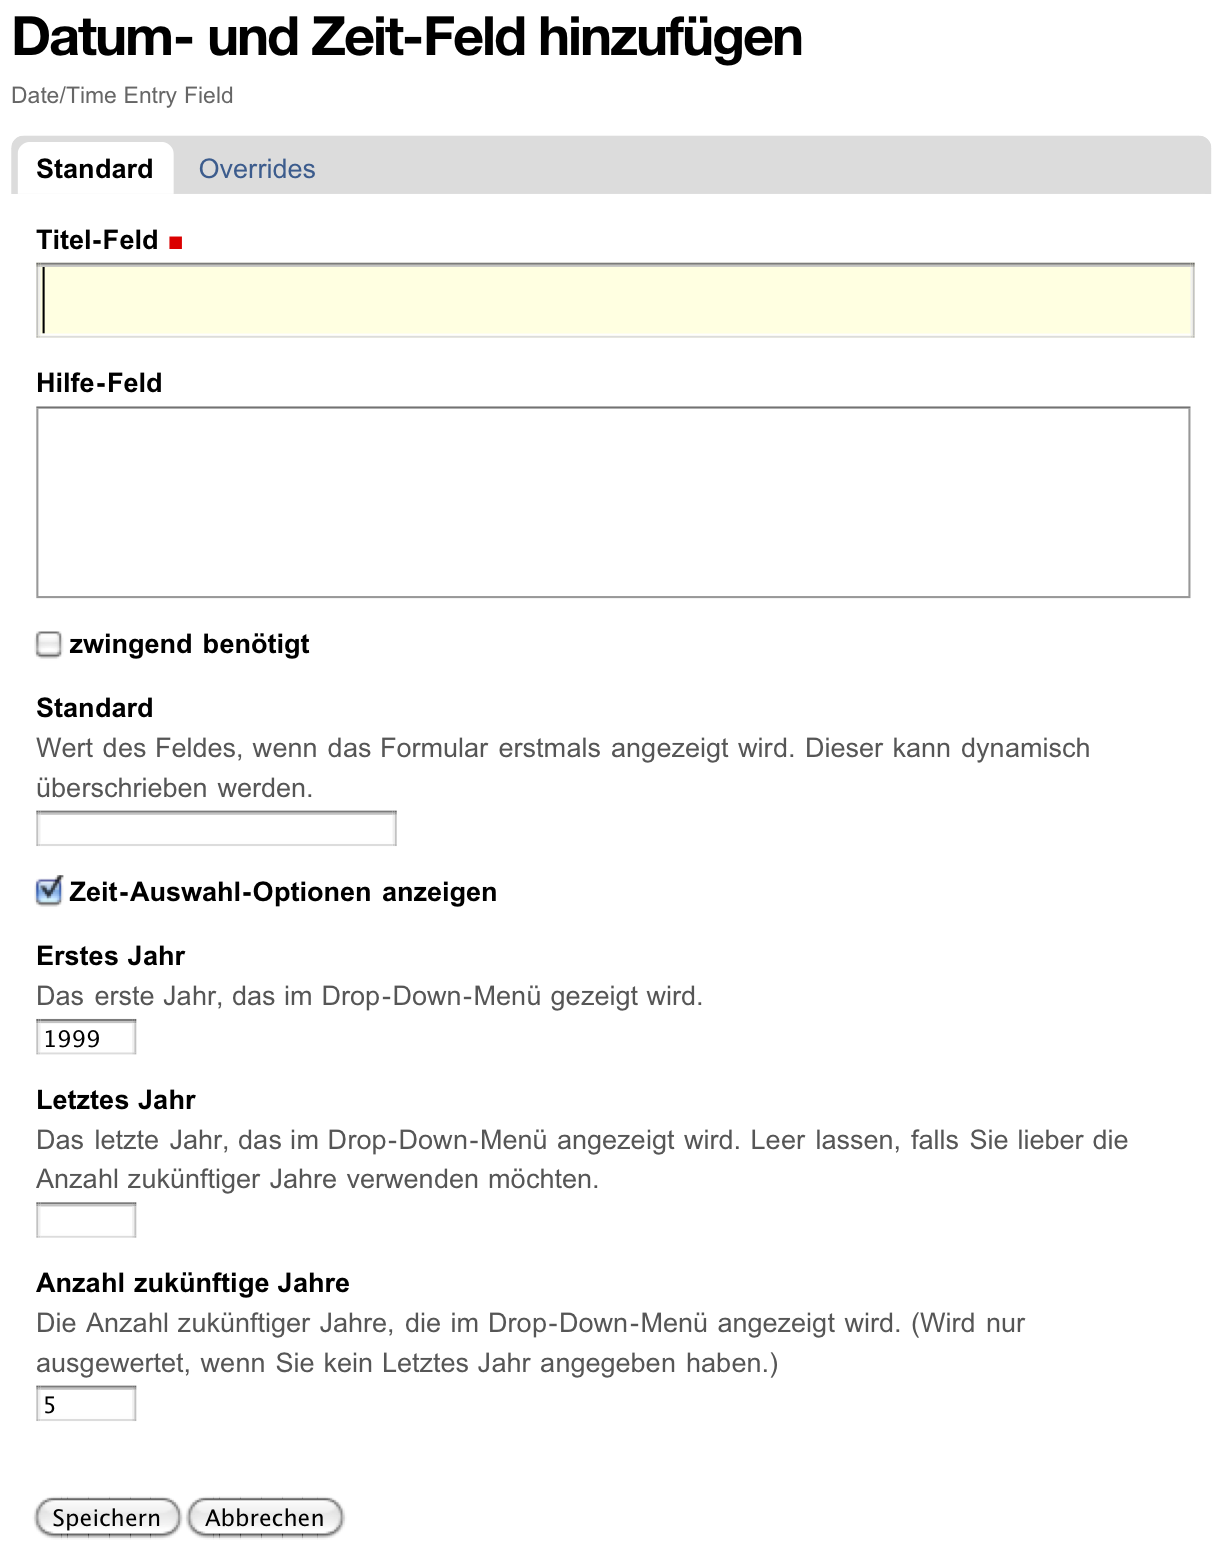 Datum- und Zeit-Feld hinzufügen
Date/Time Entry Field
Standard
Overrides
Titel-Feld
Hilfe-Feld
zwingend benötigt
Standard
Wert des Feldes, wenn das Formular erstmals angezeigt wird. Dieser kann dynamisch
überschrieben werden.
Zeit-Auswahl-Optionen anzeigen
Erstes Jahr
Das erste Jahr, das im Drop-Down-Menü gezeigt wird.
1999
Letztes Jahr
Das letzte Jahr, das im Drop-Down-Menü angezeigt wird. Leer lassen, falls Sie lieber die
Anzahl zukünftiger Jahre verwenden möchten.
Anzahl zukünftige Jahre
Die Anzahl zukünftiger Jahre, die im Drop-Down-Menü angezeigt wird. (Wird nur
ausgewertet, wenn Sie kein Letztes Jahr angegeben haben.)
5
Speichern
Abbrechen